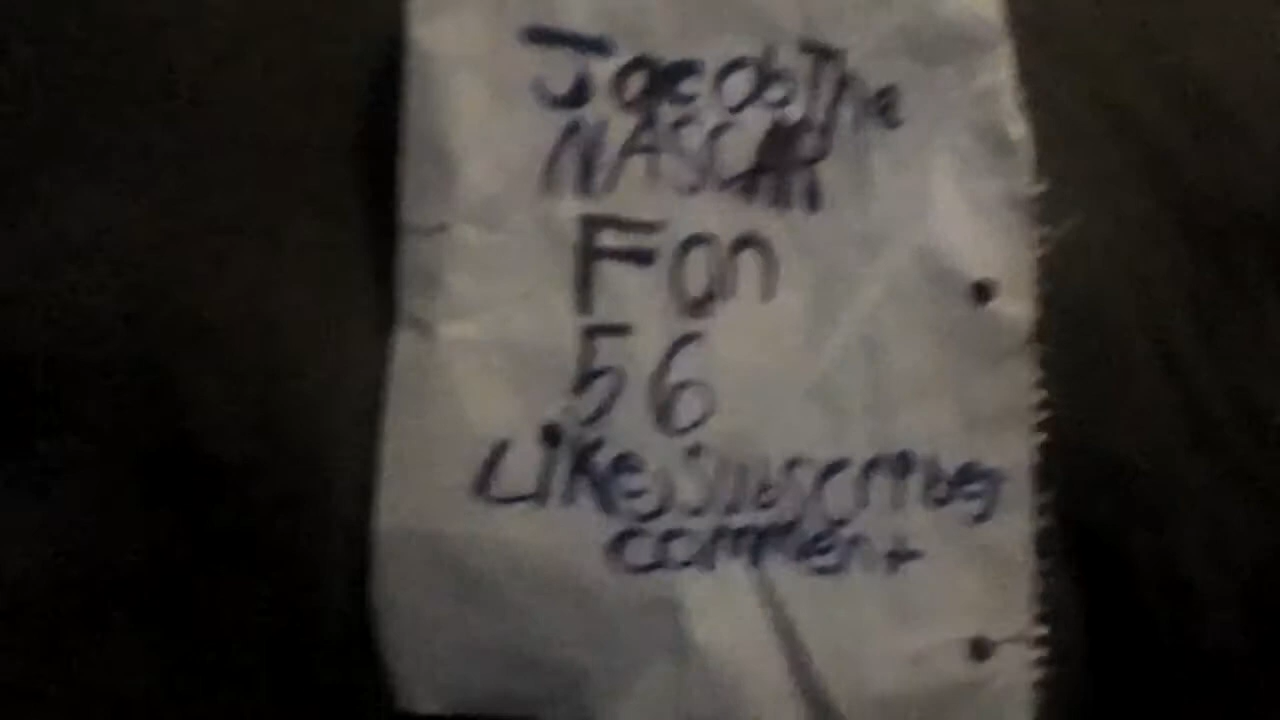 JacobThe
NASCAR
Fan
56
Like, Subscribe,
comment